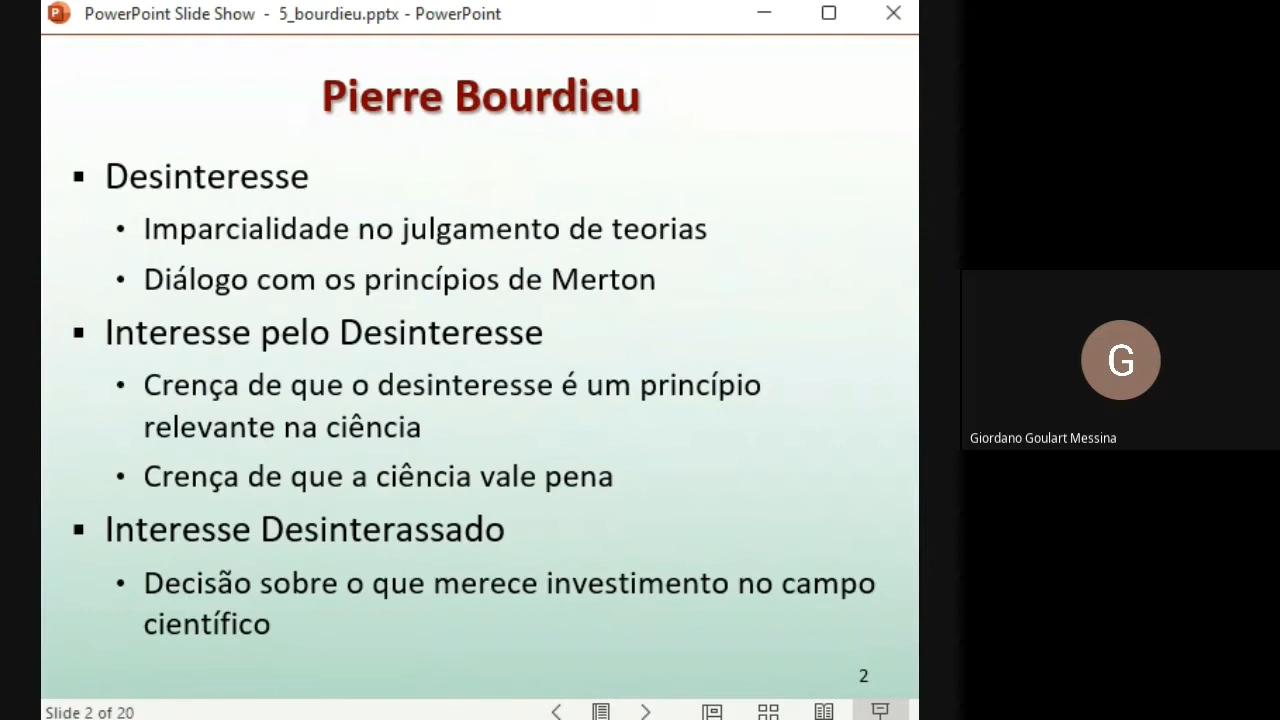 PowerPoint Slide Show - 5_bourdieu.pptx - PowerPoint
Pierre Bourdieu
▪ Desinteresse
• Imparcialidade no julgamento de teorias
• Diálogo com os princípios de Merton
▪ Interesse pelo Desinteresse
• Crença de que o desinteresse é um princípio
relevante na ciência
• Crença de que a ciência vale pena
▪ Interesse Desinterassado
• Decisão sobre o que merece investimento no campo
científico
2
Slide 2 of 20
G
Giordano Goulart Messina